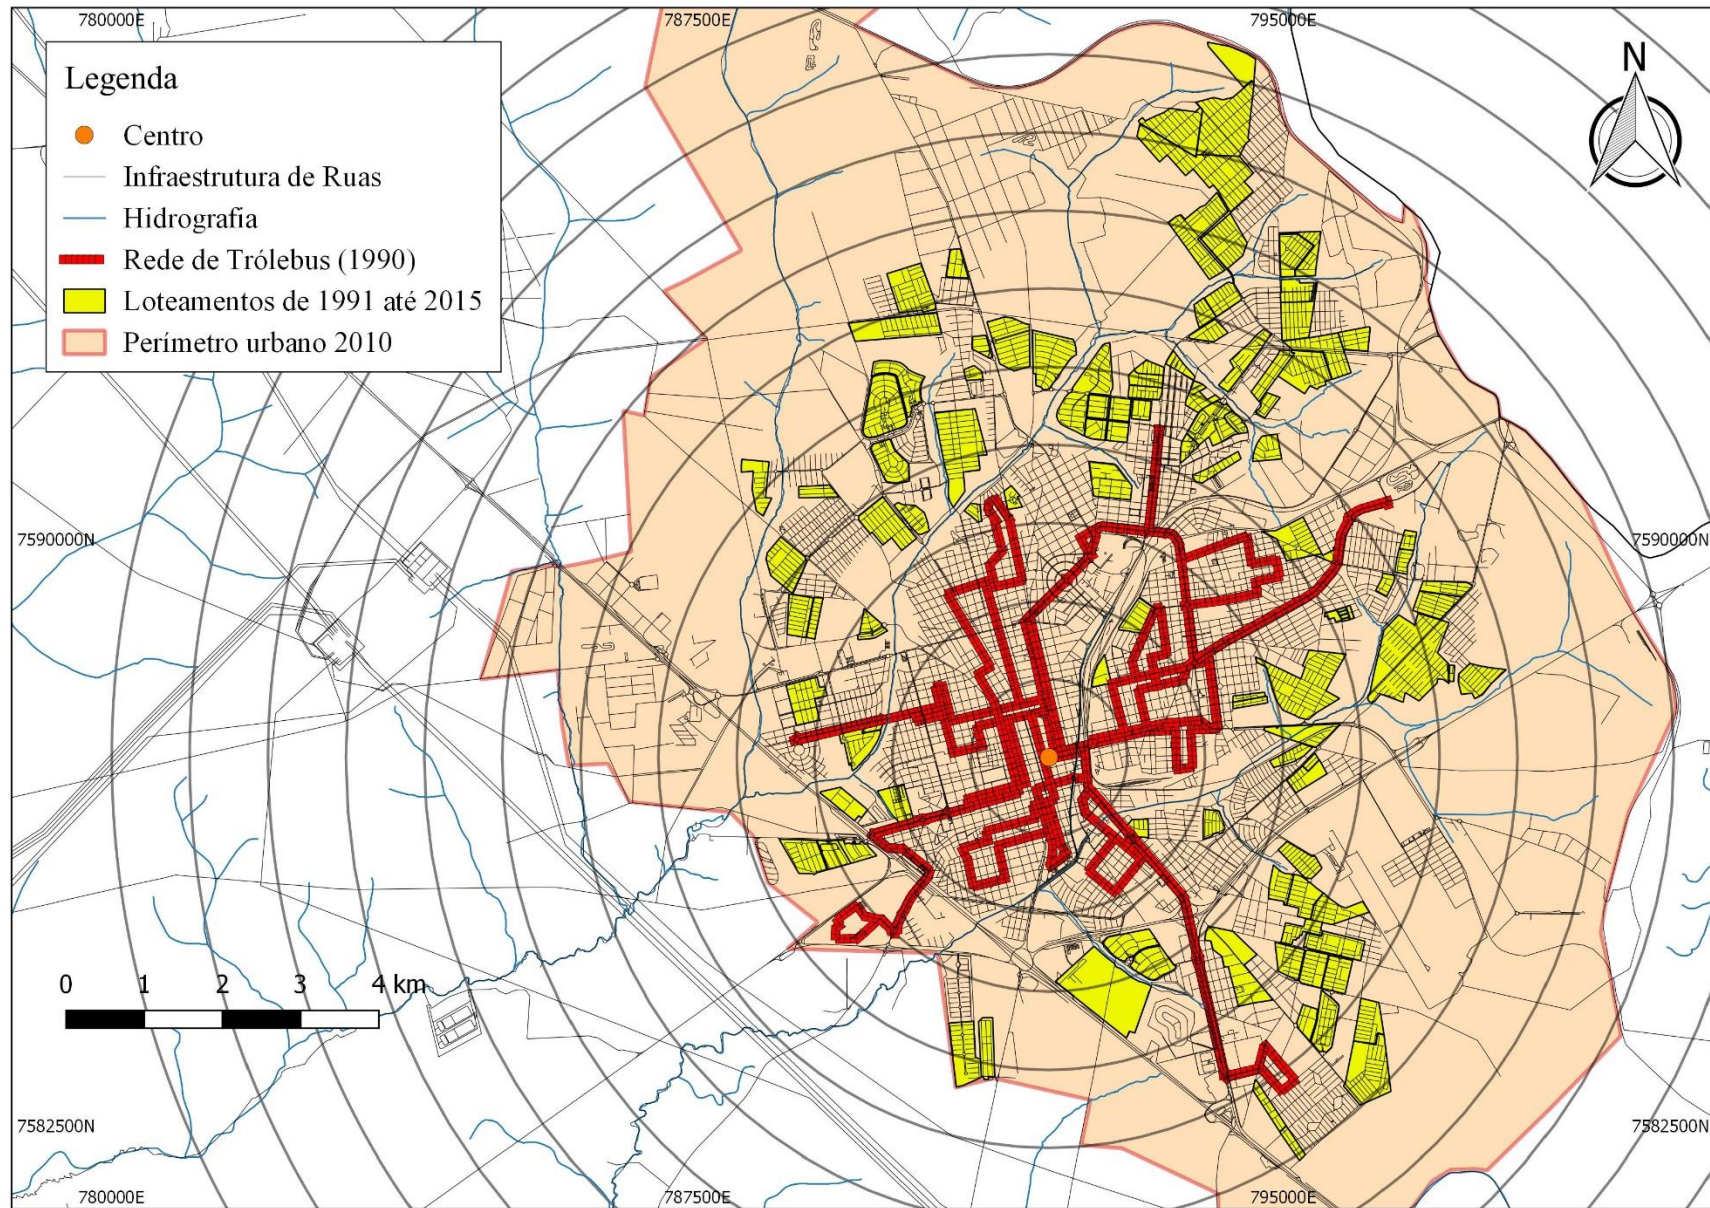 780000E
787500E
795000E
Legenda
Centro
Infraestrutura de Ruas
Hidrografia
Rede de Trólebus (1990)
Loteamentos de 1991 até 2015
Perímetro urbano 2010
N
7590000N
7590000N
0 1 2 3 4 km
7582500N
7582500N
780000E
787500E
795000E